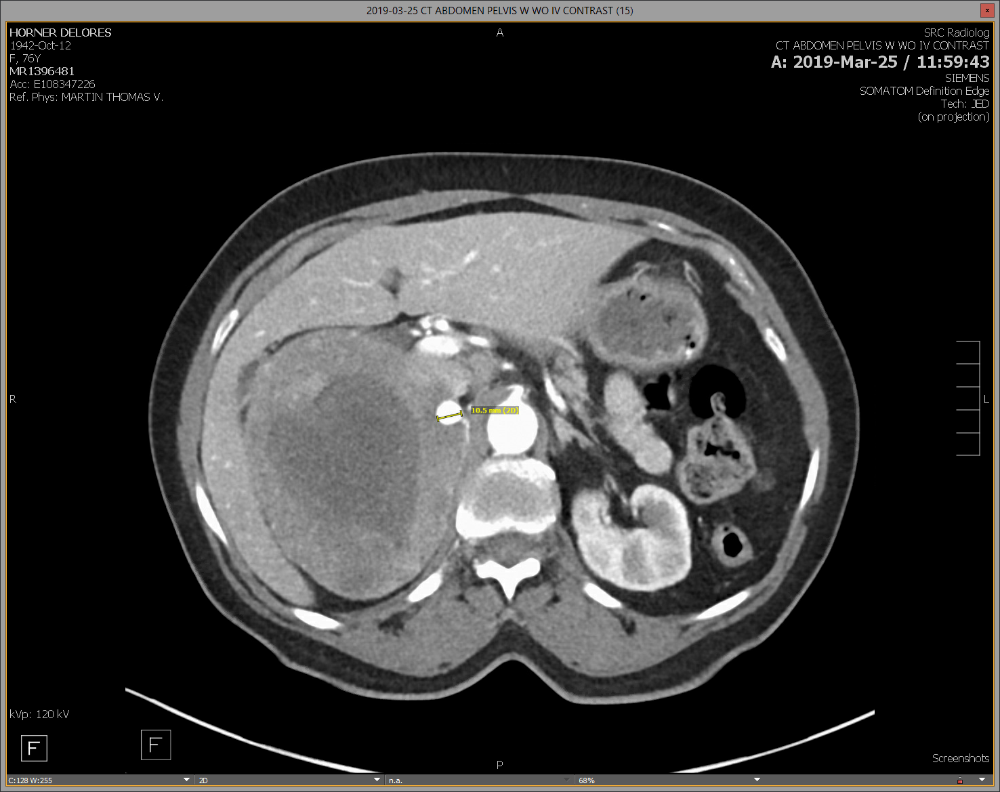 2019-03-25 CT ABDOMEN PELVIS W WO IV CONTRAST (15)
x
HORNER DELORES
1942-Oct-12
F, 76Y
MR1396481
Acc: E108347226
Ref. Phys: MARTIN THOMAS V.
A
SRC Radiolog
CT ABDOMEN PELVIS W WO IV CONTRAST
A: 2019-Mar-25 / 11:59:43
SIEMENS
SOMATOM Definition Edge
Tech: JED
(on projection)
R
10.5 mm (2D)
L
kVp: 120 kV
F
F
P
Screenshots
C:128 W:255
2D
n.a.
68%